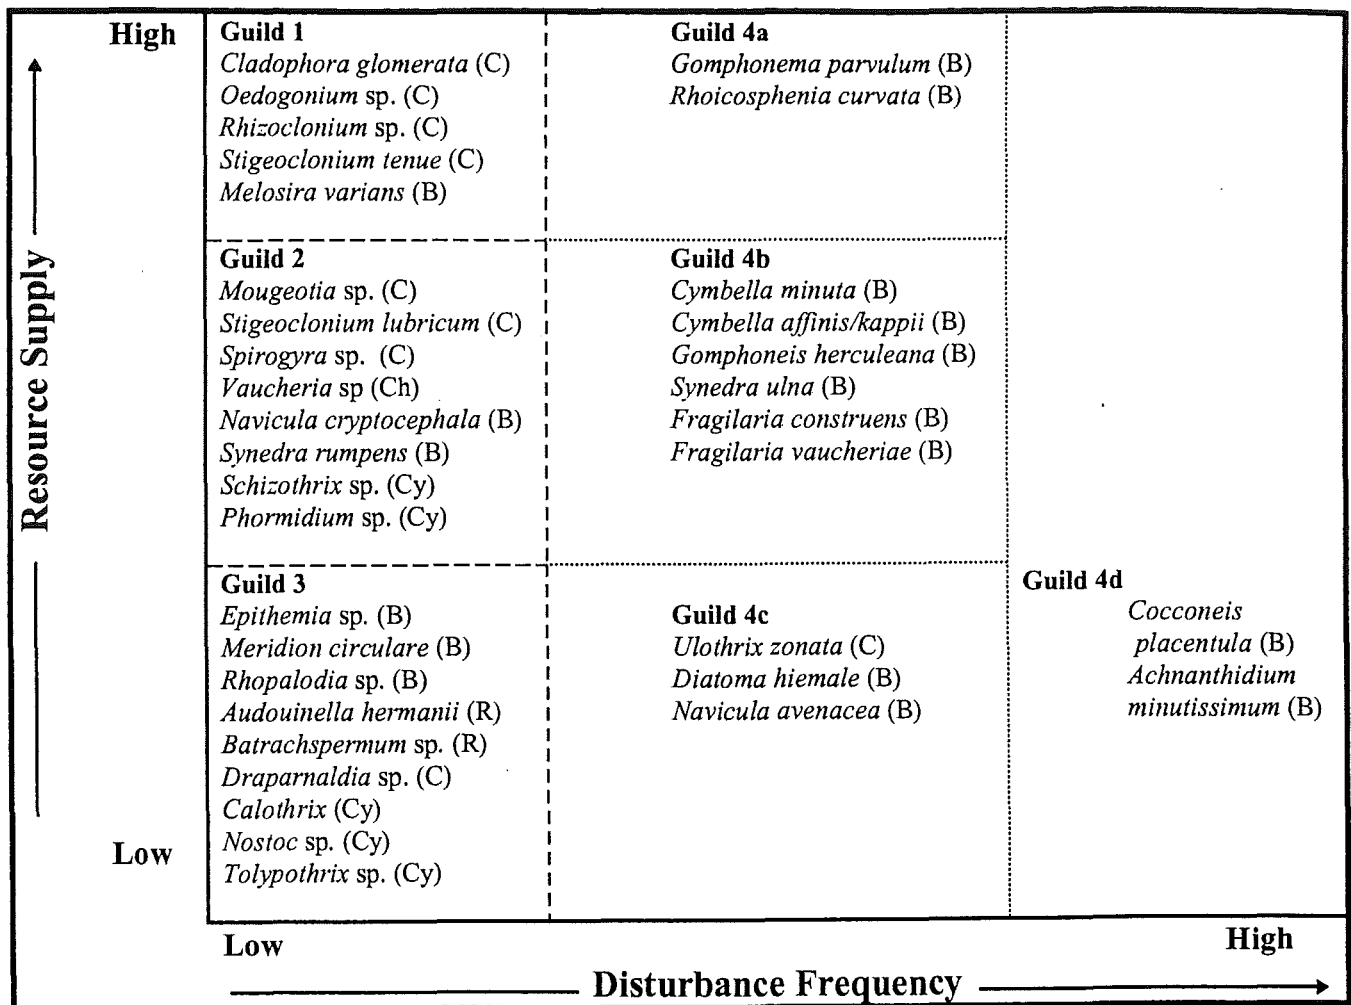 High
Guild 1
Cladophora glomerata (C)
Oedogonium sp. (C)
Rhizoclonium sp. (C)
Stigeoclonium tenue (C)
Melosira varians (B)
Guild 4a
Gomphonema parvulum (B)
Rhoicosphenia curvata (B)
Resource Supply
Guild 2
Mougeotia sp. (C)
Stigeoclonium lubricum (C)
Spirogyra sp. (C)
Vaucheria sp (Ch)
Navicula cryptocephala (B)
Synedra rumpens (B)
Schizothrix sp. (Cy)
Phormidium sp. (Cy)
Guild 4b
Cymbella minuta (B)
Cymbella affinis/kappii (B)
Gomphoneis herculeana (B)
Synedra ulna (B)
Fragilaria construens (B)
Fragilaria vaucheriae (B)
Guild 3
Epithemia sp. (B)
Meridion circulare (B)
Rhopalodia sp. (B)
Audouinella hermanii (R)
Batrachspermum sp. (R)
Draparnaldia sp. (C)
Calothrix (Cy)
Nostoc sp. (Cy)
Tolypothrix sp. (Cy)
Guild 4c
Ulothrix zonata (C)
Diatoma hiemale (B)
Navicula avenacea (B)
Guild 4d
Cocconeis
placentula (B)
Achnanthidium
minutissimum (B)
Low
Low
High
Disturbance Frequency